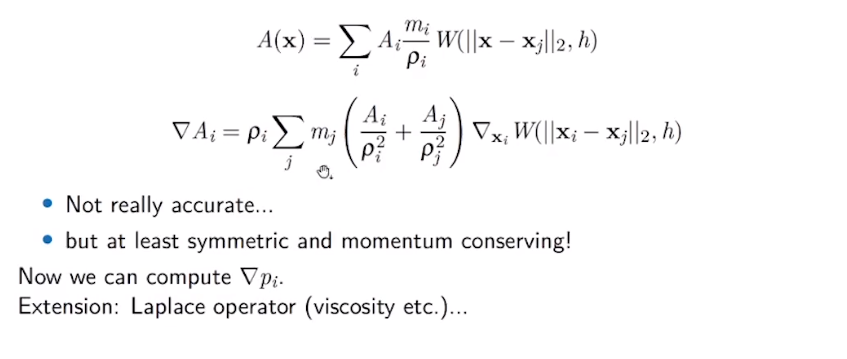 A(𝐱) = ∑_i A_i m_i/ρ_i W(||𝐱 − 𝐱_j||_2, h)
∇A_i = ρ_i ∑_j m_j (A_i/ρ_i^2 + A_j/ρ_j^2) ∇_{𝐱_i} W(||𝐱_i − 𝐱_j||_2, h)
• Not really accurate...
• but at least symmetric and momentum conserving!
Now we can compute ∇p_i.
Extension: Laplace operator (viscosity etc.)...